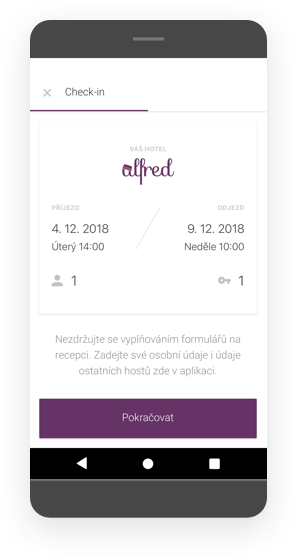 Check-in
VÁŠ HOTEL
alfred
PŘÍJEZD
ODJEZD
4. 12. 2018
9. 12. 2018
Úterý 14:00
Neděle 10:00
1
1
Nezdržujte se vyplňováním formulářů na
recepci. Zadejte své osobní údaje i údaje
ostatních hostů zde v aplikaci.
Pokračovat